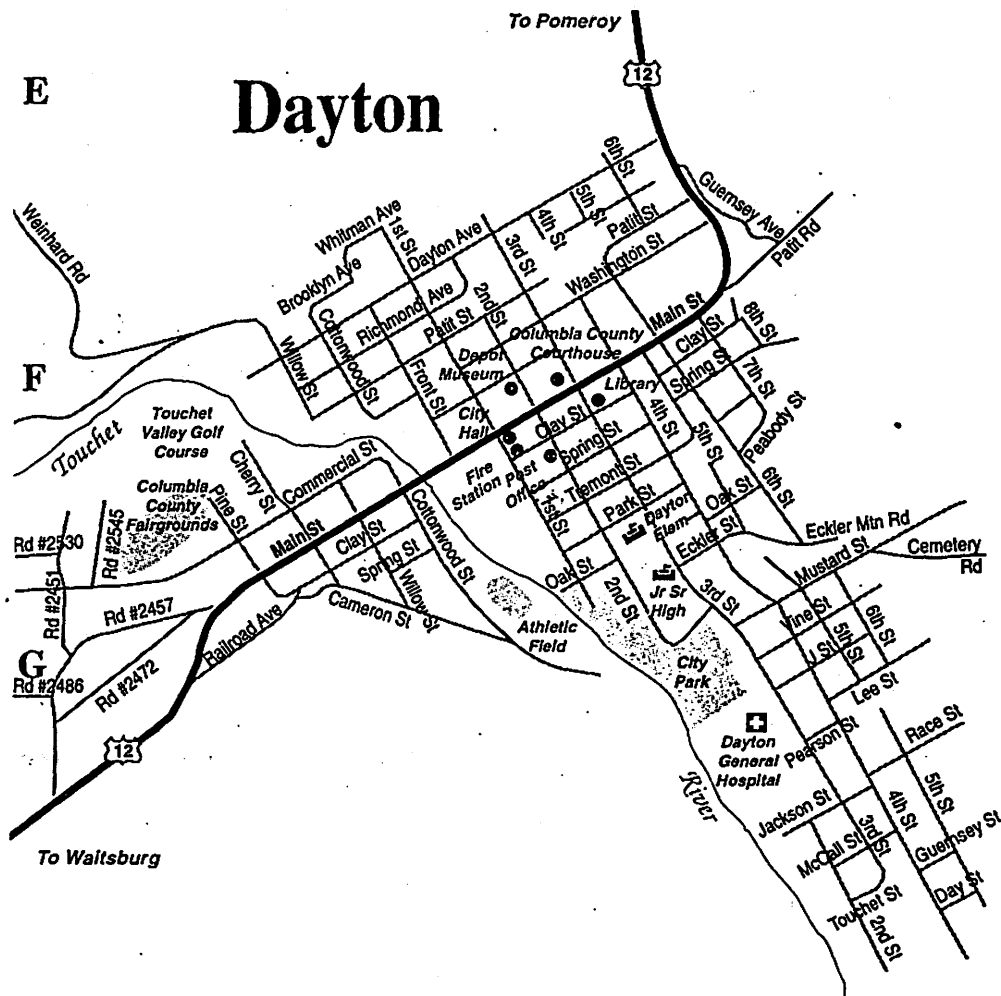 To Pomeroy
12
E
Dayton
6th St
Guernsey Ave
Weinhard Rd
Whitman Ave
1st St
5th St
4th St
Patit St
Patit Rd
Dayton Ave
3rd St
Washington St
Brooklyn Ave
Richmond Ave
2nd St
Main St
Cottonwood St
Patit St
Columbia County
Courthouse
Clay St
8th St
Willow St
Depot
Museum
F
Front St
Library
Spring St
7th St
Touchet
Touchet
Valley Golf
Course
City
Hall
Clay St
4th St
Peabody St
Commercial St
Spring St
5th St
Cherry St
Fire
Station
Post
Office
Tremont St
6th St
Columbia
County
Fairgrounds
Pine St
Cottonwood St
1st St
Park St
Oak St
Rd #2530
Rd #2545
Main St
Clay St
Dayton
Elem
Eckler St
Eckler Mtn Rd
Spring St
Oak St
Mustard St
Cemetery
Rd
Rd #2451
Rd #2457
Willow St
2nd St
Jr Sr
High
3rd St
Cameron St
Vine St
6th St
Railroad Ave
Athletic
Field
5th St
G
City
Park
J St
Rd #2486
Rd #2472
Lee St
12
Dayton
General
Hospital
Pearson St
Race St
River
5th St
Jackson St
4th St
3rd St
To Waitsburg
McCall St
Guernsey St
Day St
Touchet St
2nd St